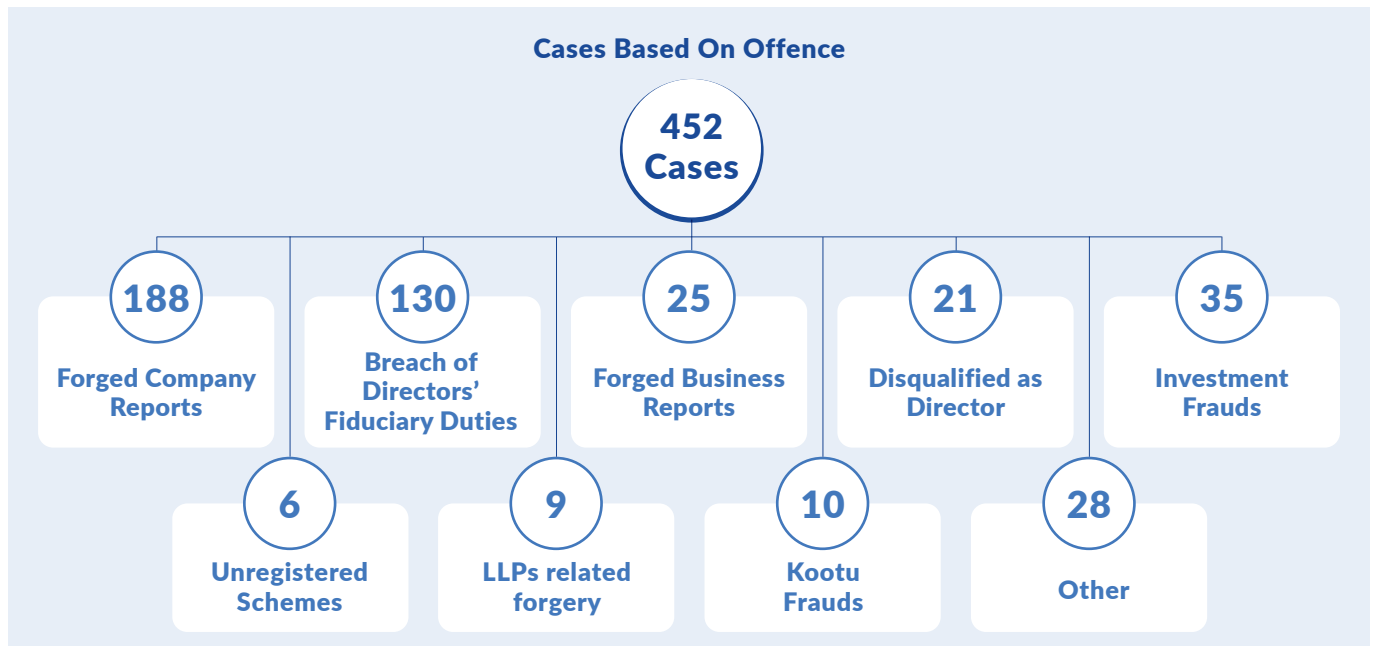 Cases Based On Offence
452
Cases
188
Forged Company
Reports
130
Breach of
Directors’
Fiduciary Duties
25
Forged Business
Reports
21
Disqualified as
Director
35
Investment
Frauds
6
Unregistered
Schemes
9
LLPs related
forgery
10
Kootu
Frauds
28
Other